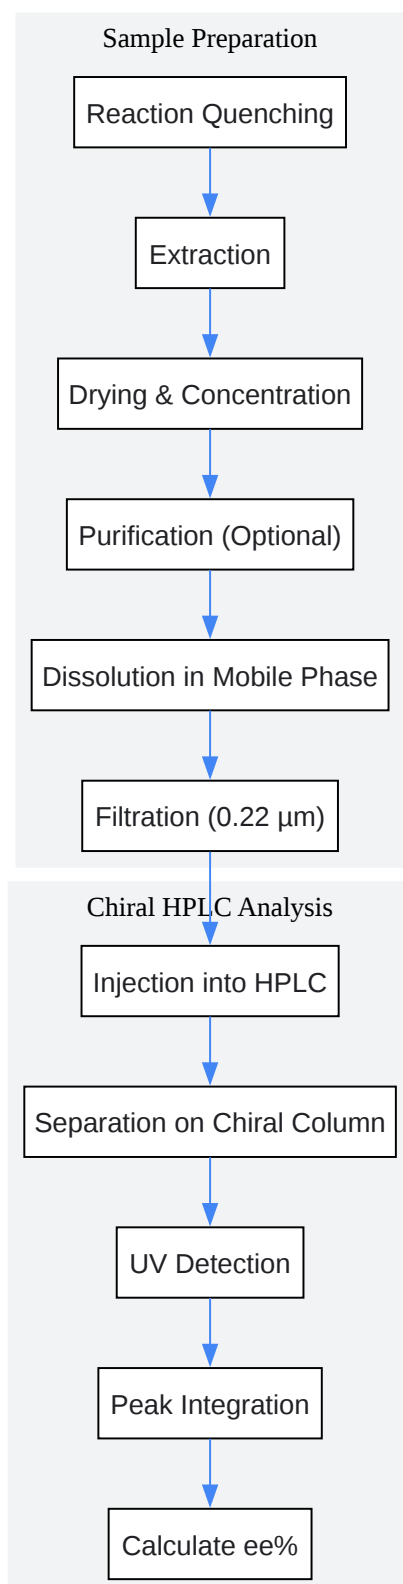 Sample Preparation
Reaction Quenching
Extraction
Drying & Concentration
Purification (Optional)
Dissolution in Mobile Phase
Filtration (0.22 µm)
Chiral HPLC Analysis
Injection into HPLC
Separation on Chiral Column
UV Detection
Peak Integration
Calculate ee%